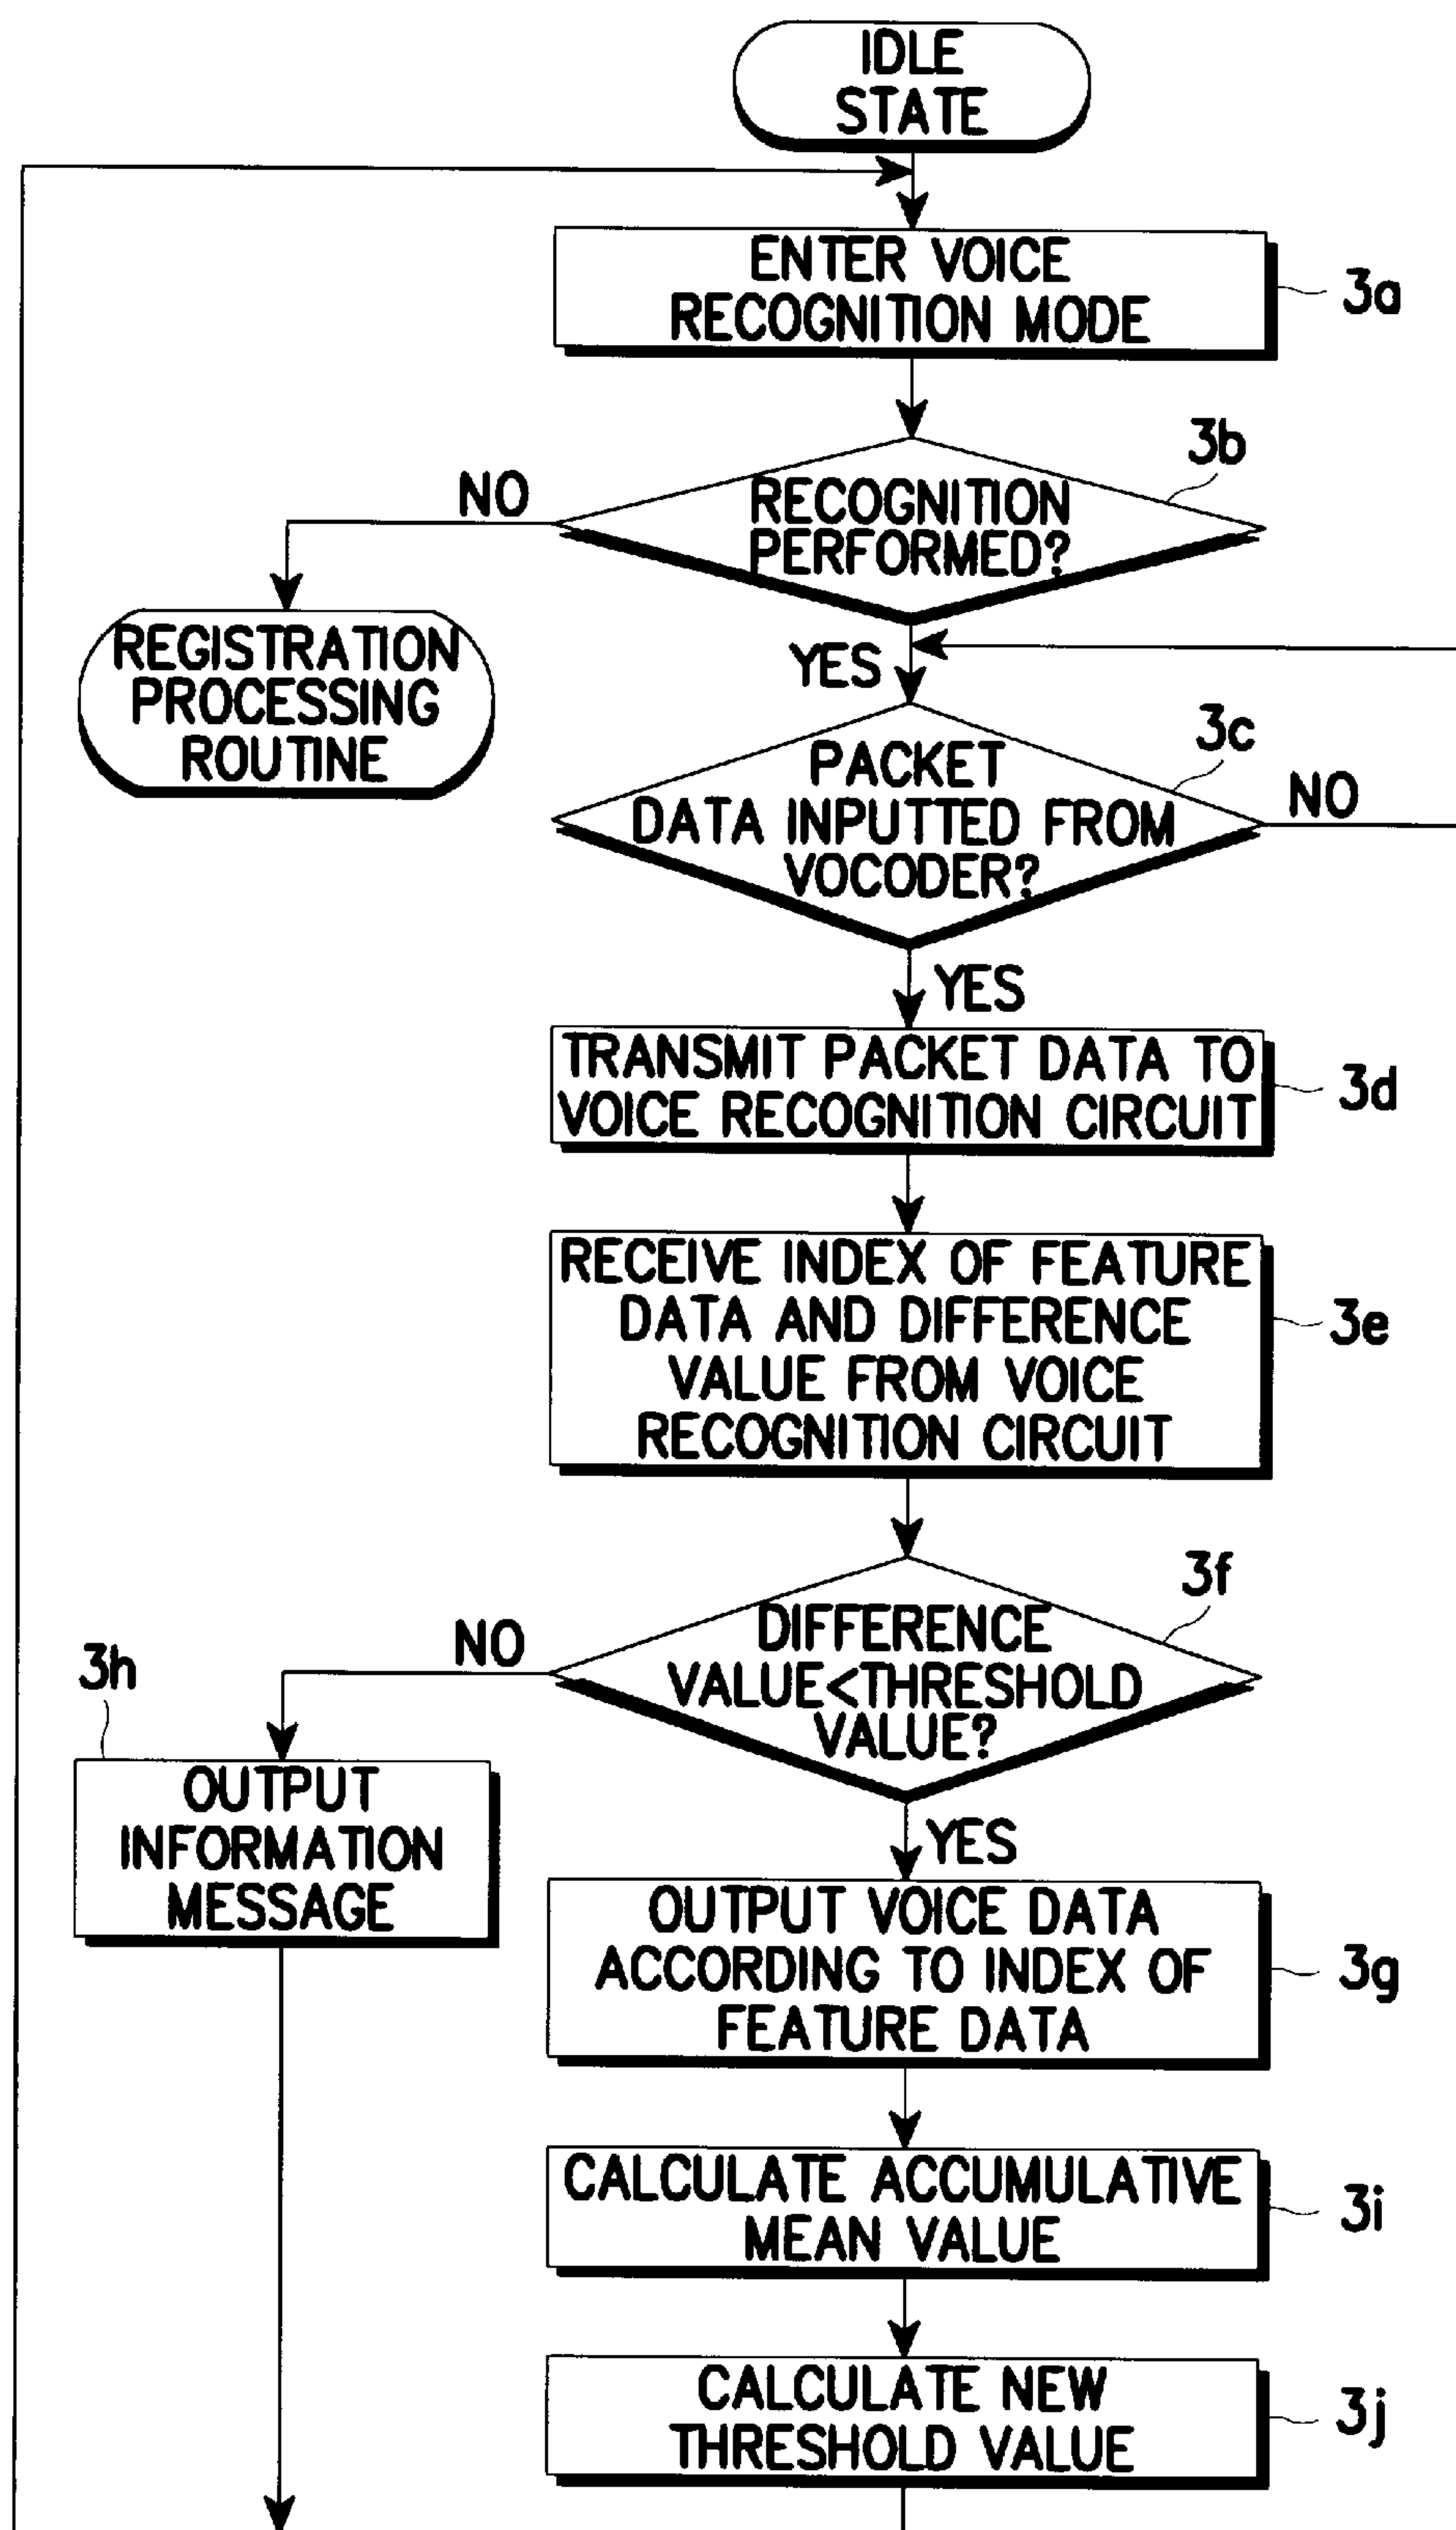 IDLE
STATE
ENTER VOICE
RECOGNITION MODE
3a
3b
NO
RECOGNITION
PERFORMED?
REGISTRATION
PROCESSING
ROUTINE
YES
3c
PACKET
DATA INPUTTED FROM
VOCODER?
NO
YES
TRANSMIT PACKET DATA TO
VOICE RECOGNITION CIRCUIT
3d
RECEIVE INDEX OF FEATURE
DATA AND DIFFERENCE
VALUE FROM VOICE
RECOGNITION CIRCUIT
3e
3f
NO
DIFFERENCE
VALUE<THRESHOLD
VALUE?
3h
OUTPUT
INFORMATION
MESSAGE
YES
OUTPUT VOICE DATA
ACCORDING TO INDEX OF
FEATURE DATA
3g
CALCULATE ACCUMULATIVE
MEAN VALUE
3i
CALCULATE NEW
THRESHOLD VALUE
3j